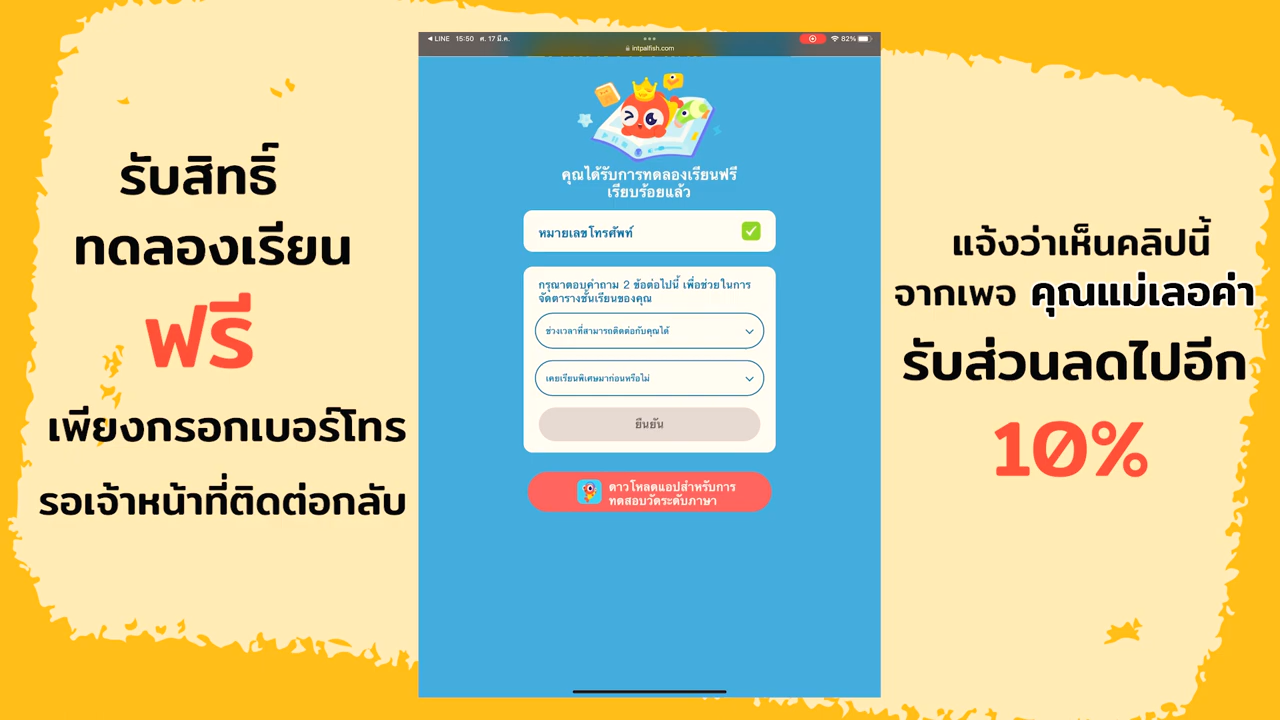 รับสิทธิ์
ทดลองเรียน
ฟรี
เพียงกรอกเบอร์โทร
รอเจ้าหน้าที่ติดต่อกลับ
LINE 15:50 ศ. 17 มี.ค.
82%
intpalfish.com
คุณได้รับการทดลองเรียนฟรี
เรียบร้อยแล้ว
หมายเลขโทรศัพท์
กรุณาตอบคำถาม 2 ข้อต่อไปนี้ เพื่อช่วยในการ
จัดตารางชั้นเรียนของคุณ
ช่วงเวลาที่สามารถติดต่อกับคุณได้
เคยเรียนพิเศษมาก่อนหรือไม่
ยืนยัน
ดาวโหลดแอปสำหรับการ
ทดสอบวัดระดับภาษา
แจ้งว่าเห็นคลิปนี้
จากเพจ คุณแม่เลอค่า
รับส่วนลดไปอีก
10%